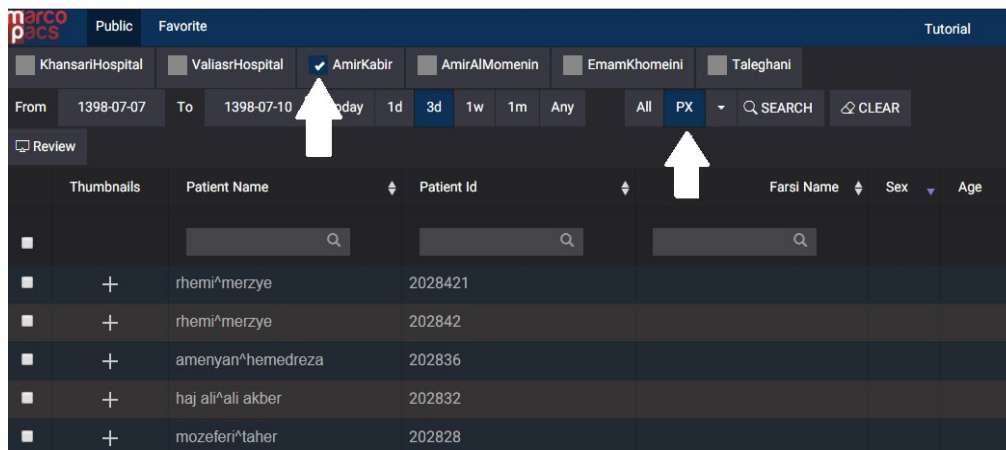 marco
pacs
Public Favorite Tutorial
KhansariHospital ValiasrHospital AmirKabir AmirAlMomenin EmamKhomeini Taleghani
From 1398-07-07 To 1398-07-10 oday 1d 3d 1w 1m Any All PX SEARCH CLEAR
Review
Thumbnails Patient Name Patient Id Farsi Name Sex Age
rhemi^merzye 2028421
rhemi^merzye 202842
amenyan^hemedreza 202836
haj ali^ali akber 202832
mozeferi^taher 202828